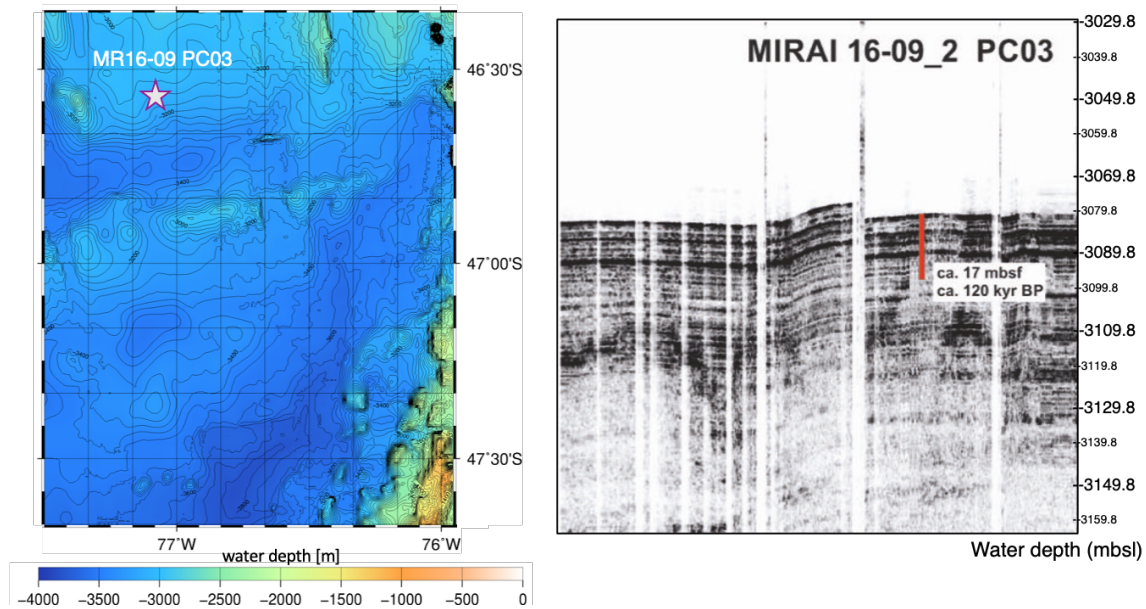 MR16-09 PC03
46°30'S
47°00'S
47°30'S
77°W
76°W
water depth [m]
−4000
−3500
−3000
−2500
−2000
−1500
−1000
−500
0
MIRAI 16-09_2 PC03
ca. 17 mbsf
ca. 120 kyr BP
-3029.8
-3039.8
-3049.8
-3059.8
-3069.8
-3079.8
-3089.8
-3099.8
-3109.8
-3119.8
-3129.8
-3139.8
-3149.8
-3159.8
Water depth (mbsl)